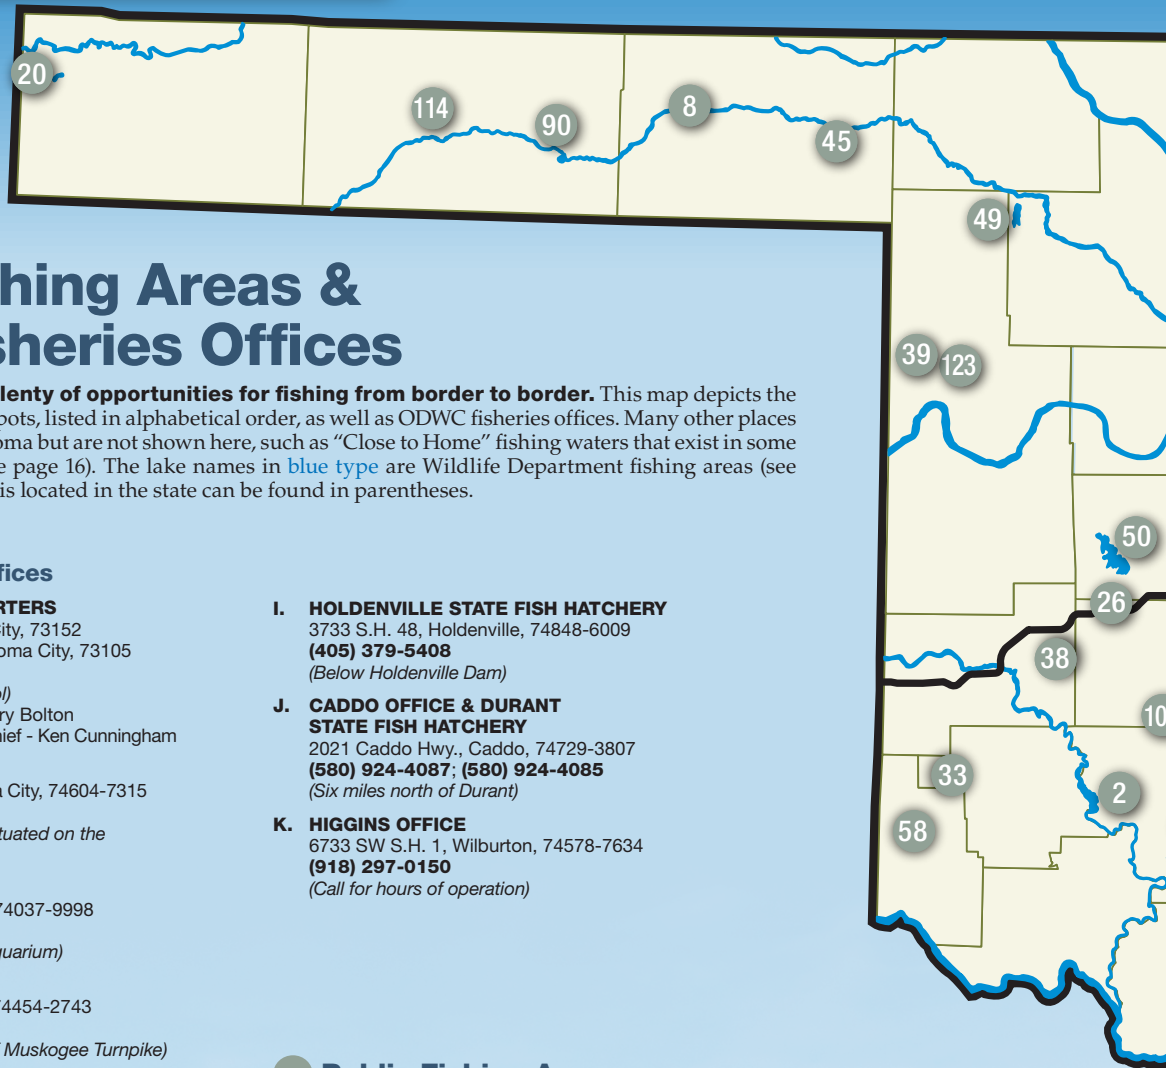 20
114
90
8
45
49
39
123
50
26
38
10
33
2
58
hing Areas &
sheries Offices
lenty of opportunities for fishing from border to border. This map depicts the
pots, listed in alphabetical order, as well as ODWC fisheries offices. Many other places
oma but are not shown here, such as “Close to Home” fishing waters that exist in some
e page 16). The lake names in blue type are Wildlife Department fishing areas (see
is located in the state can be found in parentheses.
fices
RTERS
City, 73152
oma City, 73105
ol)
ry Bolton
hief - Ken Cunningham
a City, 74604-7315
tuated on the
74037-9998
quarium)
74454-2743
f Muskogee Turnpike)
I. HOLDENVILLE STATE FISH HATCHERY
3733 S.H. 48, Holdenville, 74848-6009
(405) 379-5408
(Below Holdenville Dam)
J. CADDO OFFICE & DURANT
STATE FISH HATCHERY
2021 Caddo Hwy., Caddo, 74729-3807
(580) 924-4087; (580) 924-4085
(Six miles north of Durant)
K. HIGGINS OFFICE
6733 SW S.H. 1, Wilburton, 74578-7634
(918) 297-0150
(Call for hours of operation)